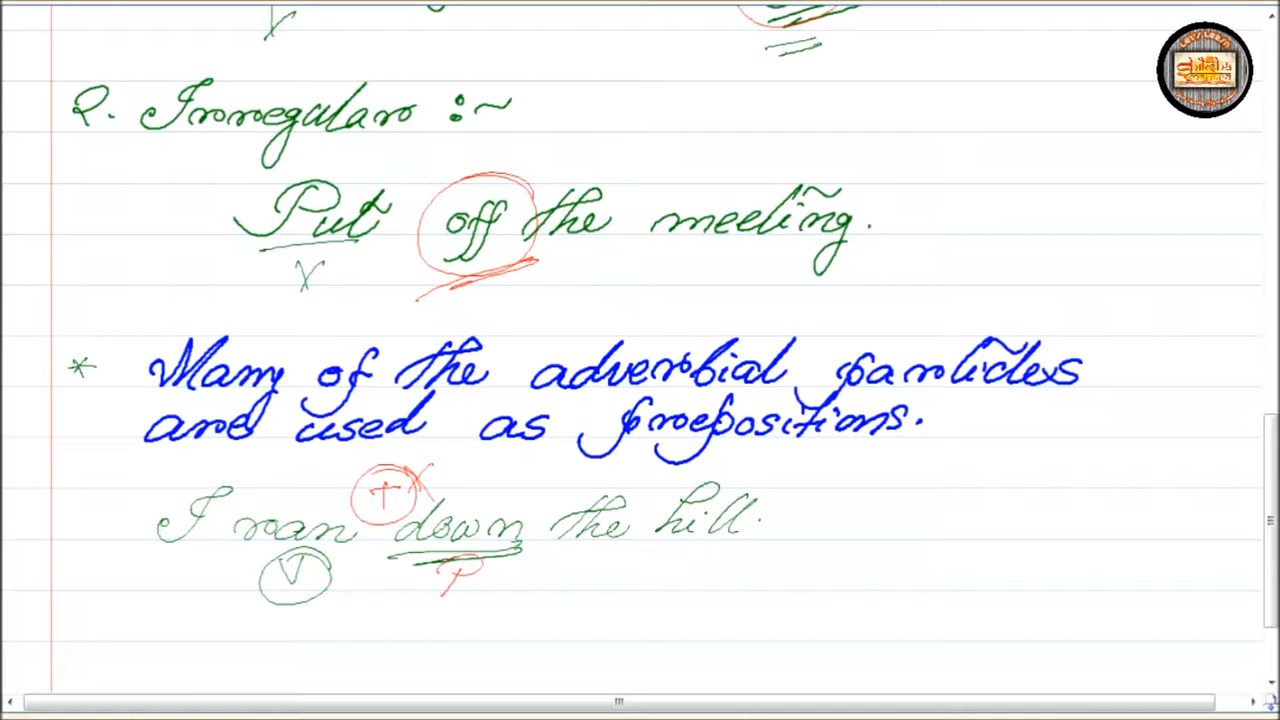 2. Irregular :~
Put off the meeting.
* Many of the adverbial particles
are used as prepositions.
I ran down the hill.
V
P